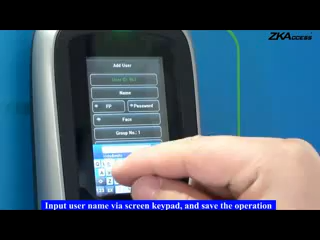 ZKAccess
Add User
User ID: No.1
Name
FP
Password
Face
Group No.: 1
Input user name via screen keypad, and save the operation